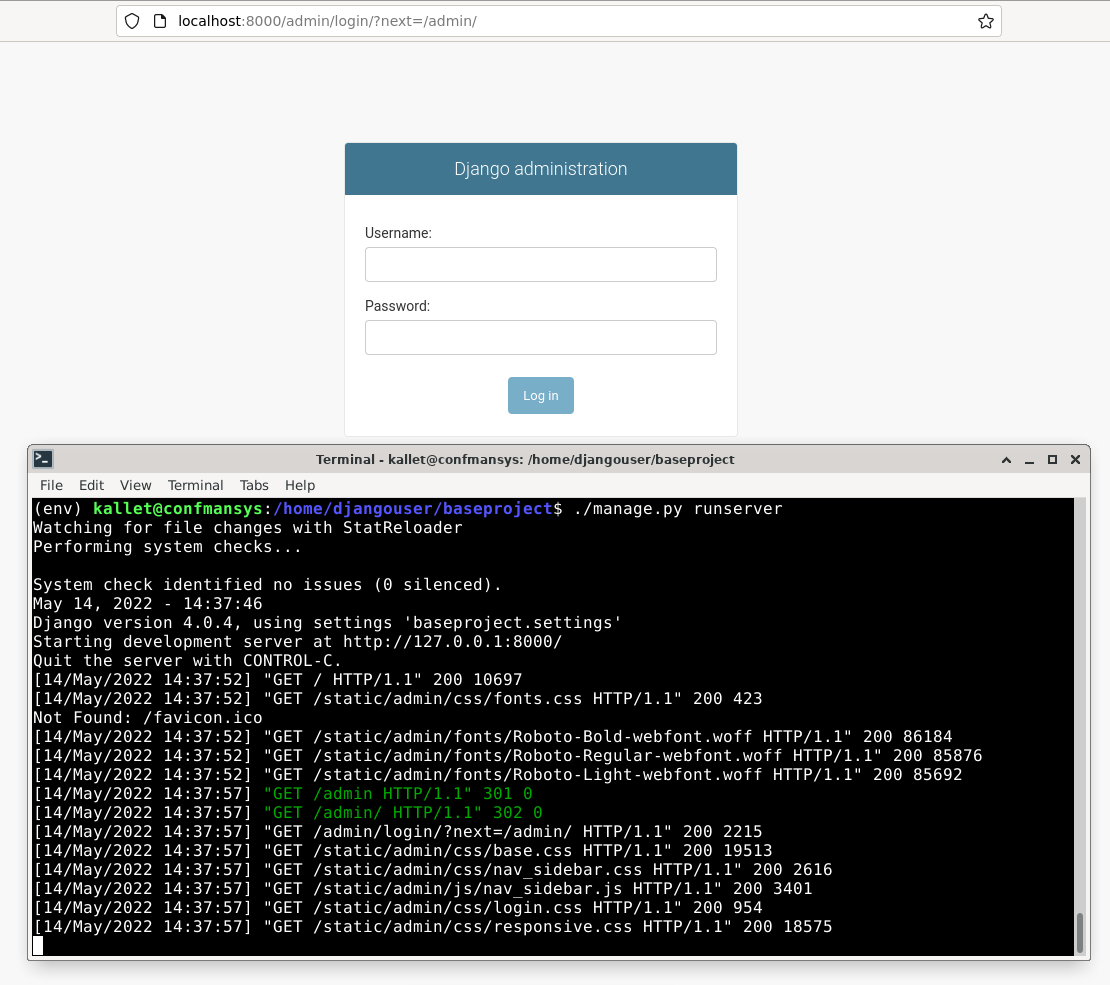 localhost:8000/admin/login/?next=/admin/
Django administration
Username:
Password:
Log in
Terminal - kallet@confmansys: /home/djangouser/baseproject
File Edit View Terminal Tabs Help
(env) kallet@confmansys:/home/djangouser/baseproject$ ./manage.py runserver
Watching for file changes with StatReloader
Performing system checks...
System check identified no issues (0 silenced).
May 14, 2022 - 14:37:46
Django version 4.0.4, using settings 'baseproject.settings'
Starting development server at http://127.0.0.1:8000/
Quit the server with CONTROL-C.
[14/May/2022 14:37:52] "GET / HTTP/1.1" 200 10697
[14/May/2022 14:37:52] "GET /static/admin/css/fonts.css HTTP/1.1" 200 423
Not Found: /favicon.ico
[14/May/2022 14:37:52] "GET /static/admin/fonts/Roboto-Bold-webfont.woff HTTP/1.1" 200 86184
[14/May/2022 14:37:52] "GET /static/admin/fonts/Roboto-Regular-webfont.woff HTTP/1.1" 200 85876
[14/May/2022 14:37:52] "GET /static/admin/fonts/Roboto-Light-webfont.woff HTTP/1.1" 200 85692
[14/May/2022 14:37:57] "GET /admin HTTP/1.1" 301 0
[14/May/2022 14:37:57] "GET /admin/ HTTP/1.1" 302 0
[14/May/2022 14:37:57] "GET /admin/login/?next=/admin/ HTTP/1.1" 200 2215
[14/May/2022 14:37:57] "GET /static/admin/css/base.css HTTP/1.1" 200 19513
[14/May/2022 14:37:57] "GET /static/admin/css/nav_sidebar.css HTTP/1.1" 200 2616
[14/May/2022 14:37:57] "GET /static/admin/js/nav_sidebar.js HTTP/1.1" 200 3401
[14/May/2022 14:37:57] "GET /static/admin/css/login.css HTTP/1.1" 200 954
[14/May/2022 14:37:57] "GET /static/admin/css/responsive.css HTTP/1.1" 200 18575